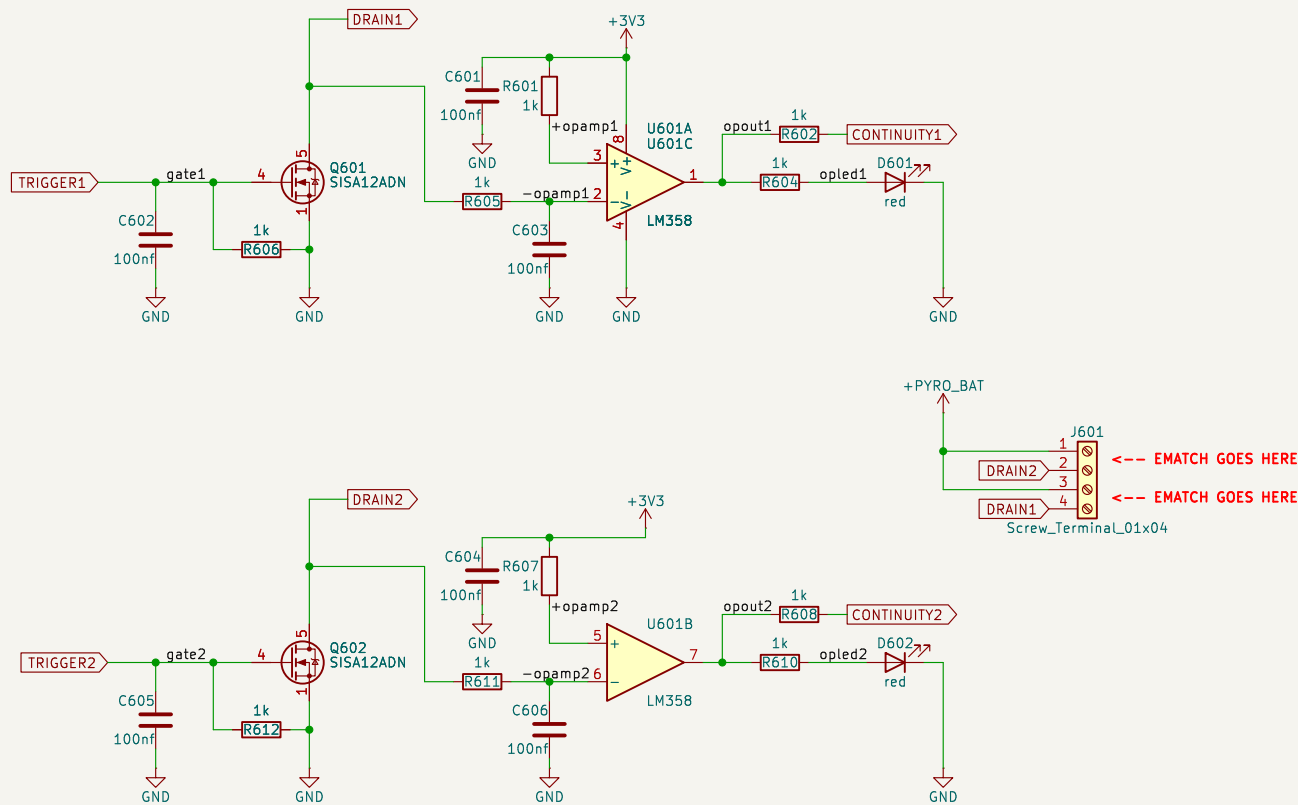 DRAIN1
+3V3
C601
100nf
R601
1k
+opamp1
GND
U601A
U601C
8
3
+
V+
2
-
V-
4
1
LM358
opout1
1k
R602
CONTINUITY1
1k
R604
opled1
D601
red
TRIGGER1
gate1
4
5
1
Q601
SISA12ADN
1k
R605
-opamp1
C602
100nf
1k
R606
C603
100nf
GND
GND
GND
GND
GND
+PYRO_BAT
J601
1
2
3
4
DRAIN2
DRAIN1
<-- EMATCH GOES HERE
<-- EMATCH GOES HERE
Screw_Terminal_01x04
DRAIN2
+3V3
C604
100nf
R607
1k
+opamp2
GND
U601B
5
+
6
-
7
LM358
opout2
1k
R608
CONTINUITY2
1k
R610
opled2
D602
red
TRIGGER2
gate2
4
5
1
Q602
SISA12ADN
1k
R611
-opamp2
C605
100nf
1k
R612
C606
100nf
GND
GND
GND
GND